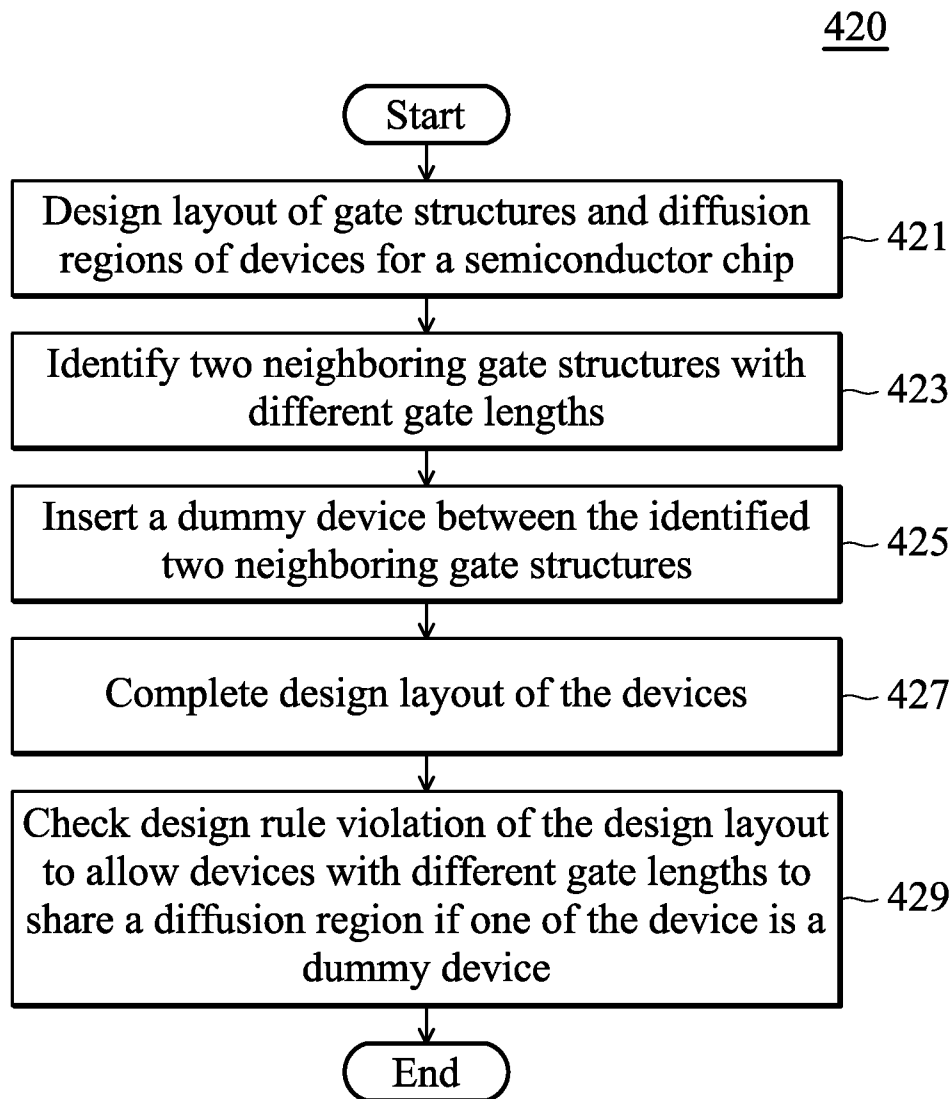 420
Start
Design layout of gate structures and diffusion
regions of devices for a semiconductor chip
421
Identify two neighboring gate structures with
different gate lengths
423
Insert a dummy device between the identified
two neighboring gate structures
425
Complete design layout of the devices
427
Check design rule violation of the design layout
to allow devices with different gate lengths to
share a diffusion region if one of the device is a
dummy device
429
End